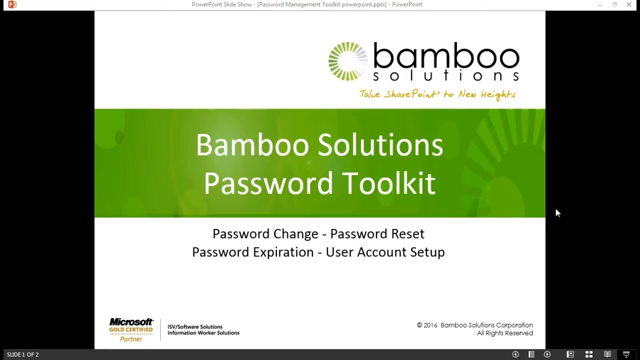 PowerPoint Slide Show - [Password Management Toolkit powerpoint.pptx] - PowerPoint
bamboo
solutions
Take SharePoint® to New Heights
Bamboo Solutions
Password Toolkit
Password Change - Password Reset
Password Expiration - User Account Setup
Microsoft
GOLD CERTIFIED
Partner
ISV/Software Solutions
Information Worker Solutions
© 2016 Bamboo Solutions Corporation
All Rights Reserved
SLIDE 1 OF 2